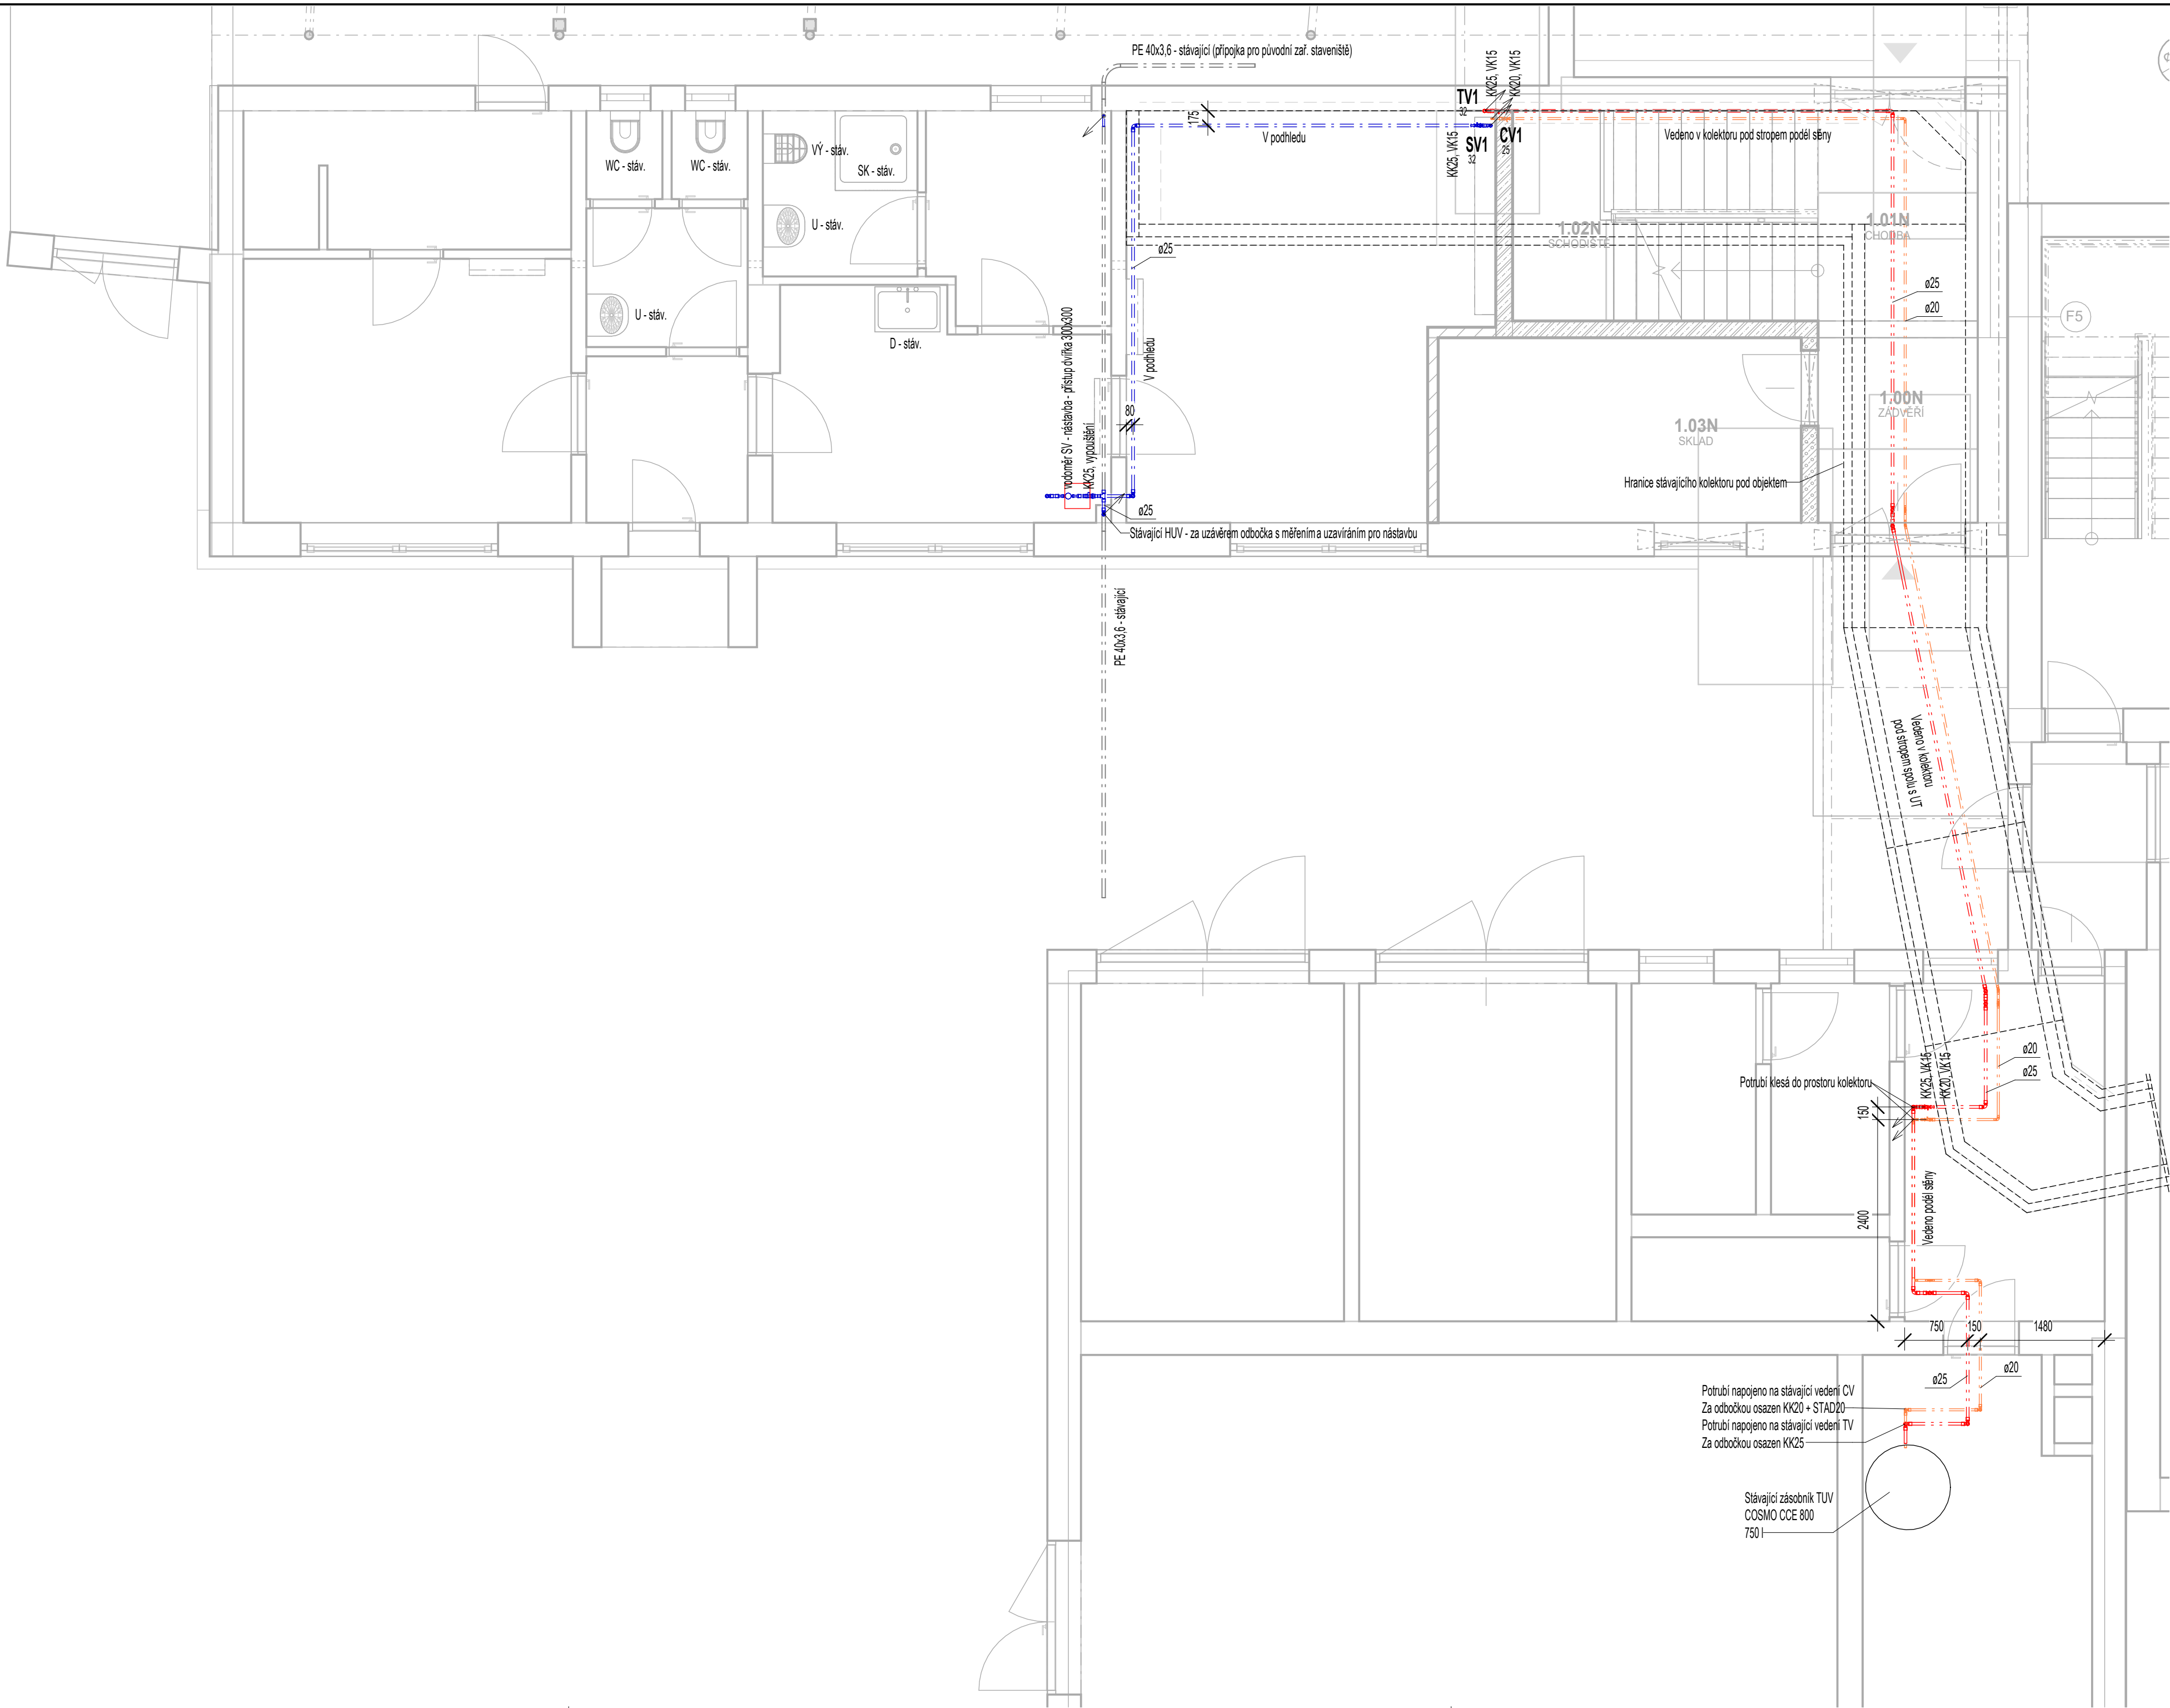 PE 40x3,6 - stávající (přípojka pro původní zař. staveniště)
KK25, VK15
KK20, VK15
TV1
32
175
V podhledu
KK25, VK15
SV1
32
CV1
25
Vedeno v kolektoru pod stropem podél stěny
WC - stáv.
WC - stáv.
VÝ - stáv.
SK - stáv.
U - stáv.
1.02N
SCHODIŠTĚ
1.01N
CHODBA
ø25
ø25
ø20
U - stáv.
D - stáv.
F5
vodoměr SV - nástavba - přístup dvířka 300x300
KK25, vypouštění
V podhledu
80
1.00N
ZÁDVEŘÍ
1.03N
SKLAD
Hranice stávajícího kolektoru pod objektem
ø25
Stávající HUV - za uzávěrem odbočka s měřením a uzavíráním pro nástavbu
PE 40x3,6 - stávající
Vedeno v kolektoru
pod stropem spolu s UT
ø20
ø25
KK25, VK15
KK20, VK15
Potrubí klesá do prostoru kolektoru
150
2400
Vedeno podél stěny
750
150
1480
ø25
ø20
Potrubí napojeno na stávající vedení CV
Za odbočkou osazen KK20 + STAD20
Potrubí napojeno na stávající vedení TV
Za odbočkou osazen KK25
Stávající zásobník TUV
COSMO CCE 800
750 l